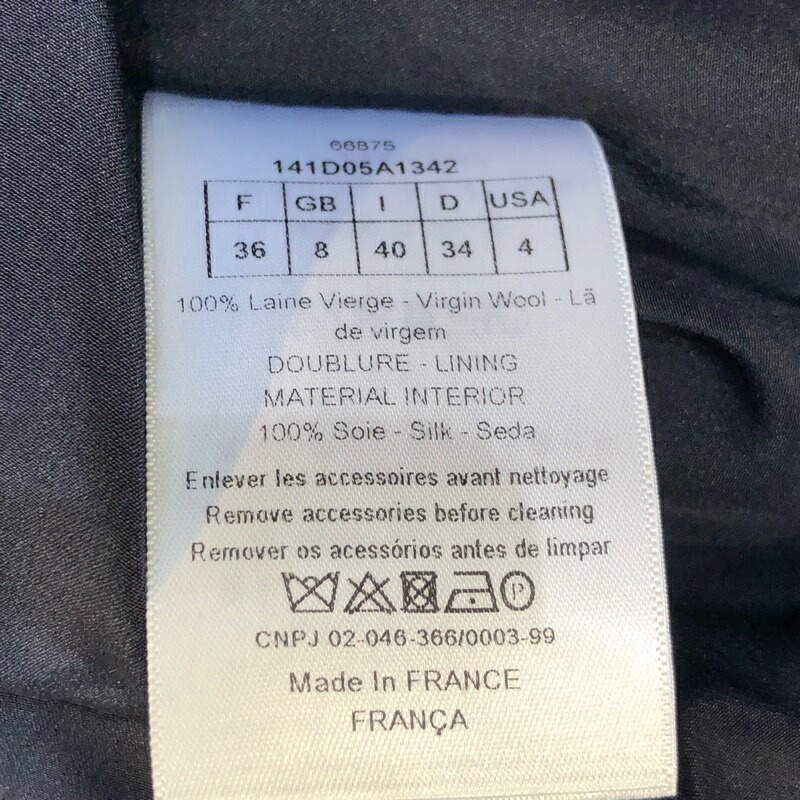 66875
141D05A1342
F GB I D USA
36 8 40 34 4
100% Laine Vierge - Virgin Wool - Lã
de virgem
DOUBLURE - LINING
MATERIAL INTERIOR
100% Soie - Silk - Seda
Enlever les accessoires avant nettoyage
Remove accessories before cleaning
Remover os acessórios antes de limpar
P
CNPJ 02-046-366/0003-99
Made In FRANCE
FRANÇA